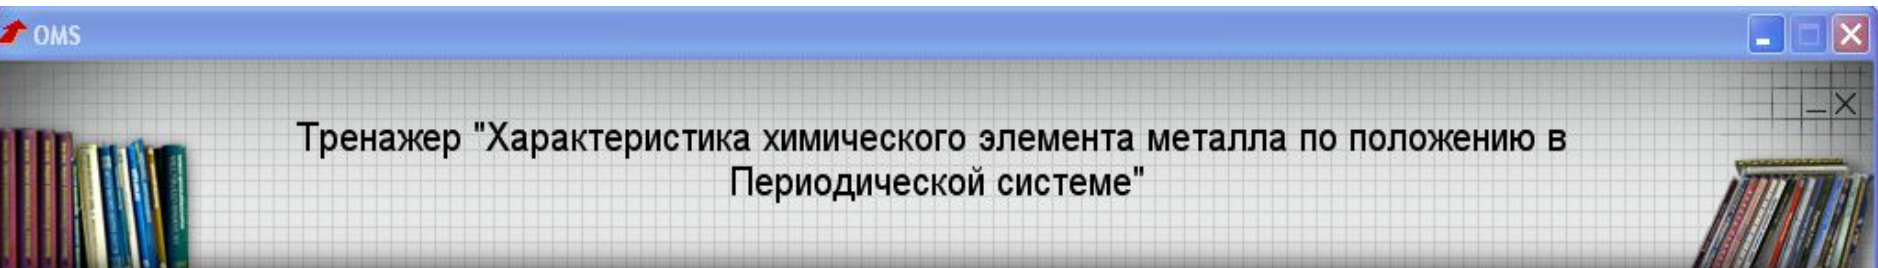 OMS
Тренажер "Характеристика химического элемента металла по положению в
Периодической системе"